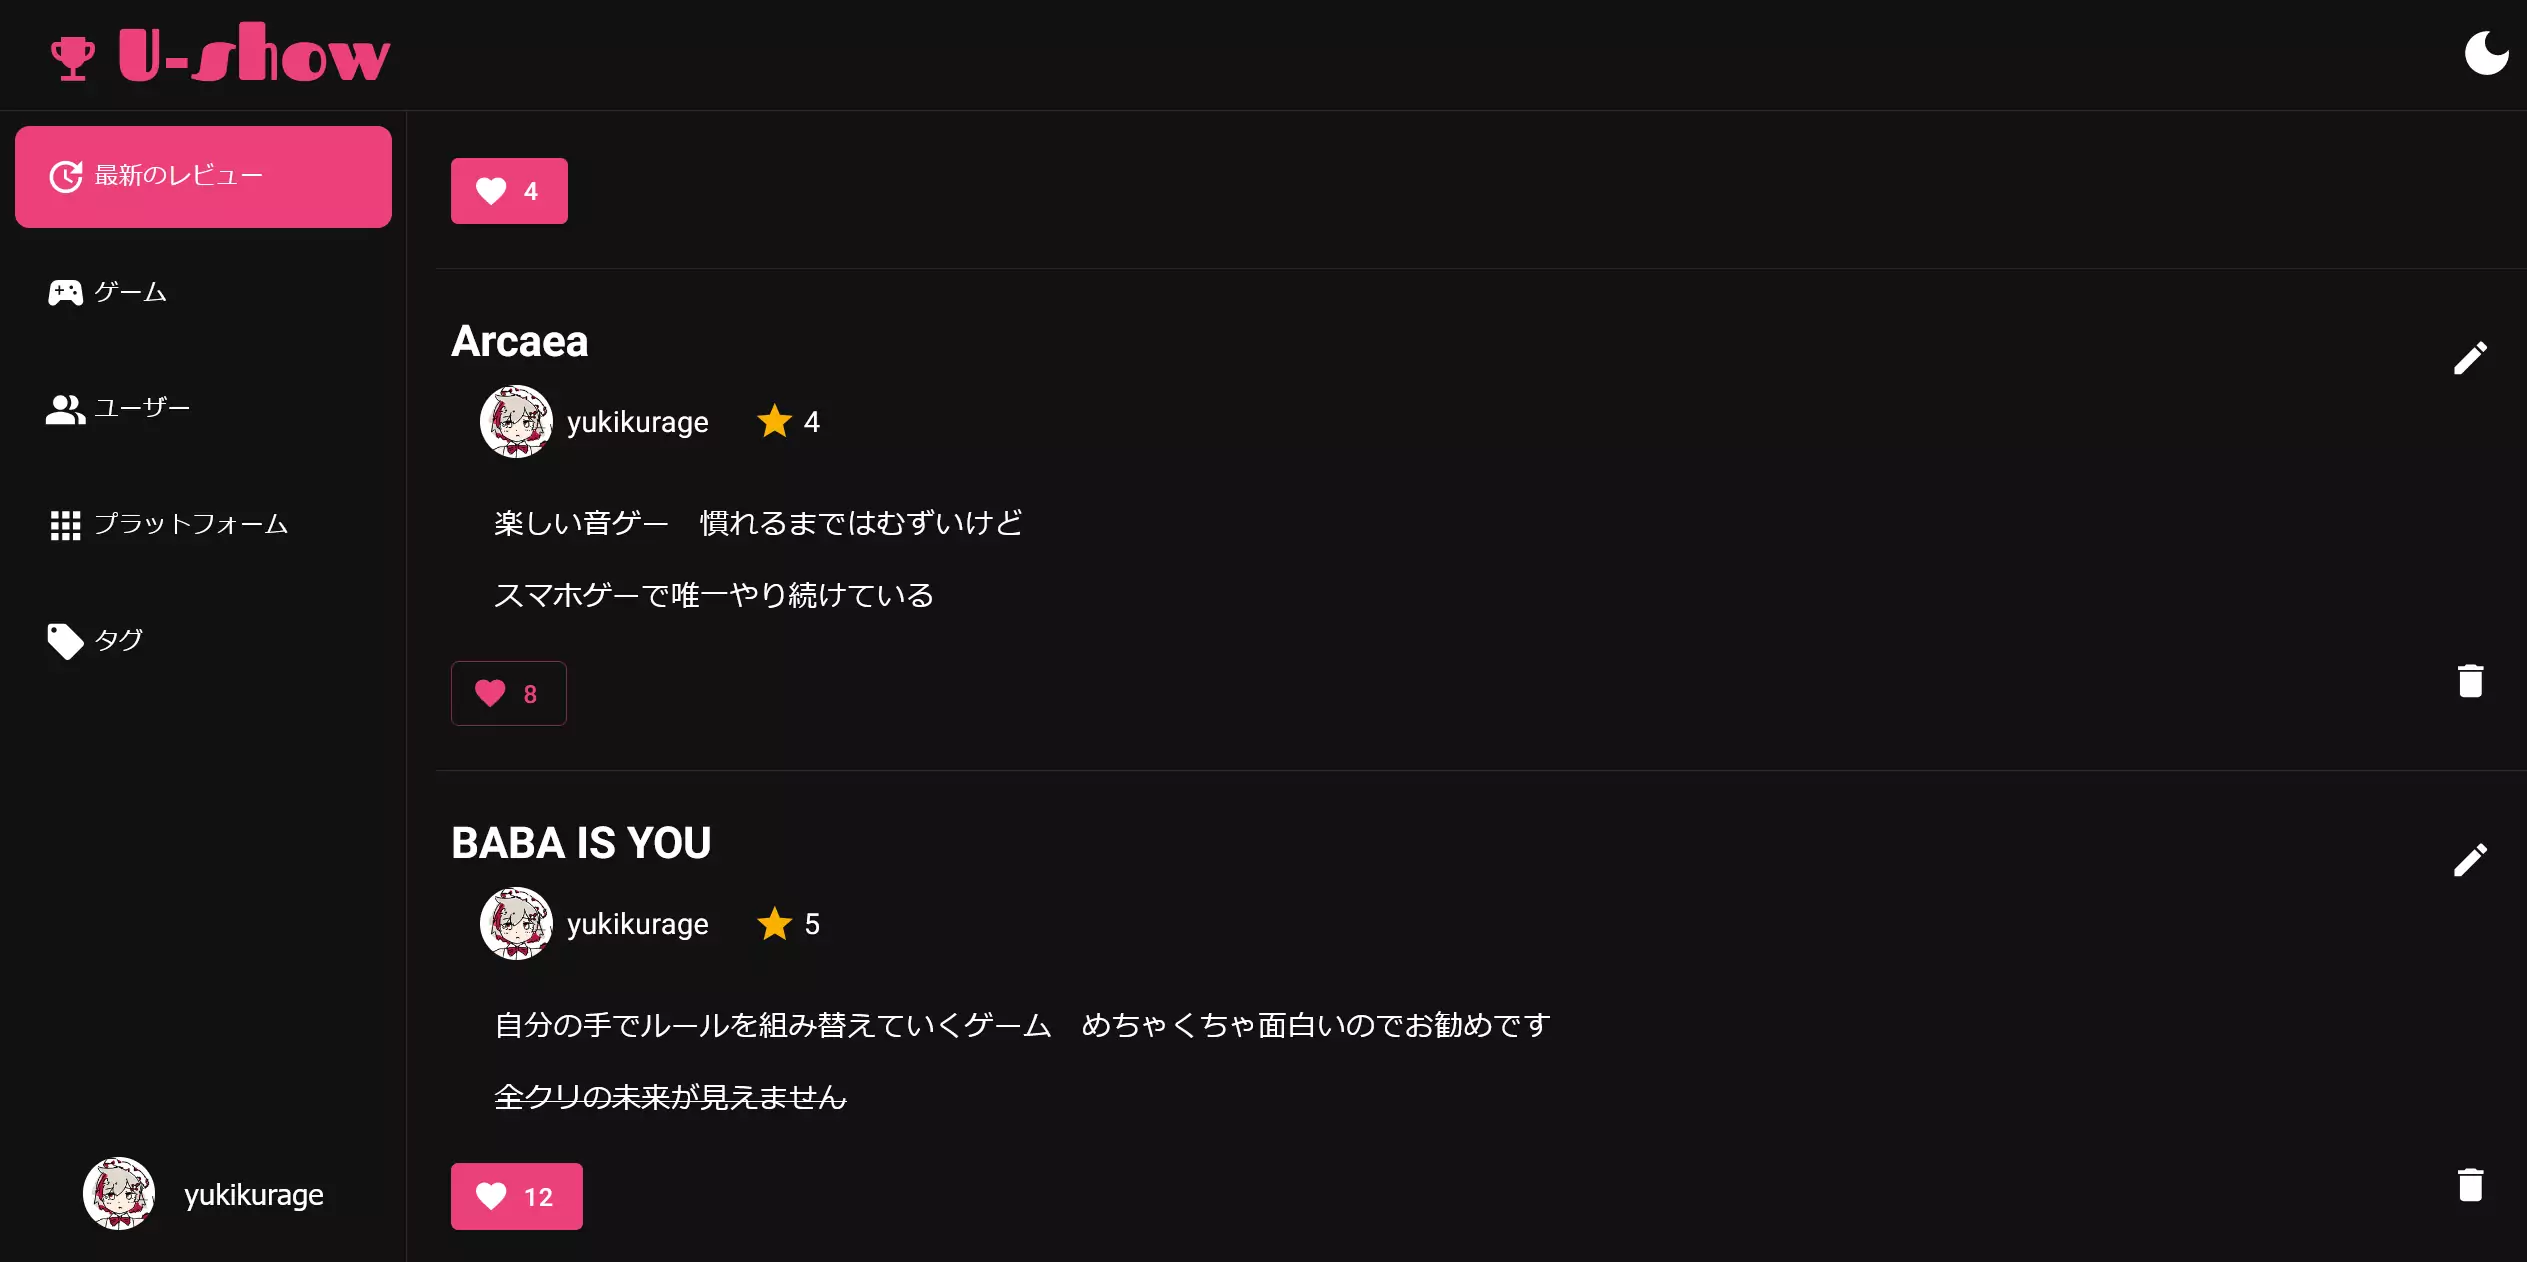 U-show
最新のレビュー
ゲーム
ユーザー
プラットフォーム
タグ
yukikurage
4
Arcaea
yukikurage 4
楽しい音ゲー　慣れるまではむずいけど
スマホゲーで唯一やり続けている
8
BABA IS YOU
yukikurage 5
自分の手でルールを組み替えていくゲーム　めちゃくちゃ面白いのでお勧めです
全クリの未来が見えません
12